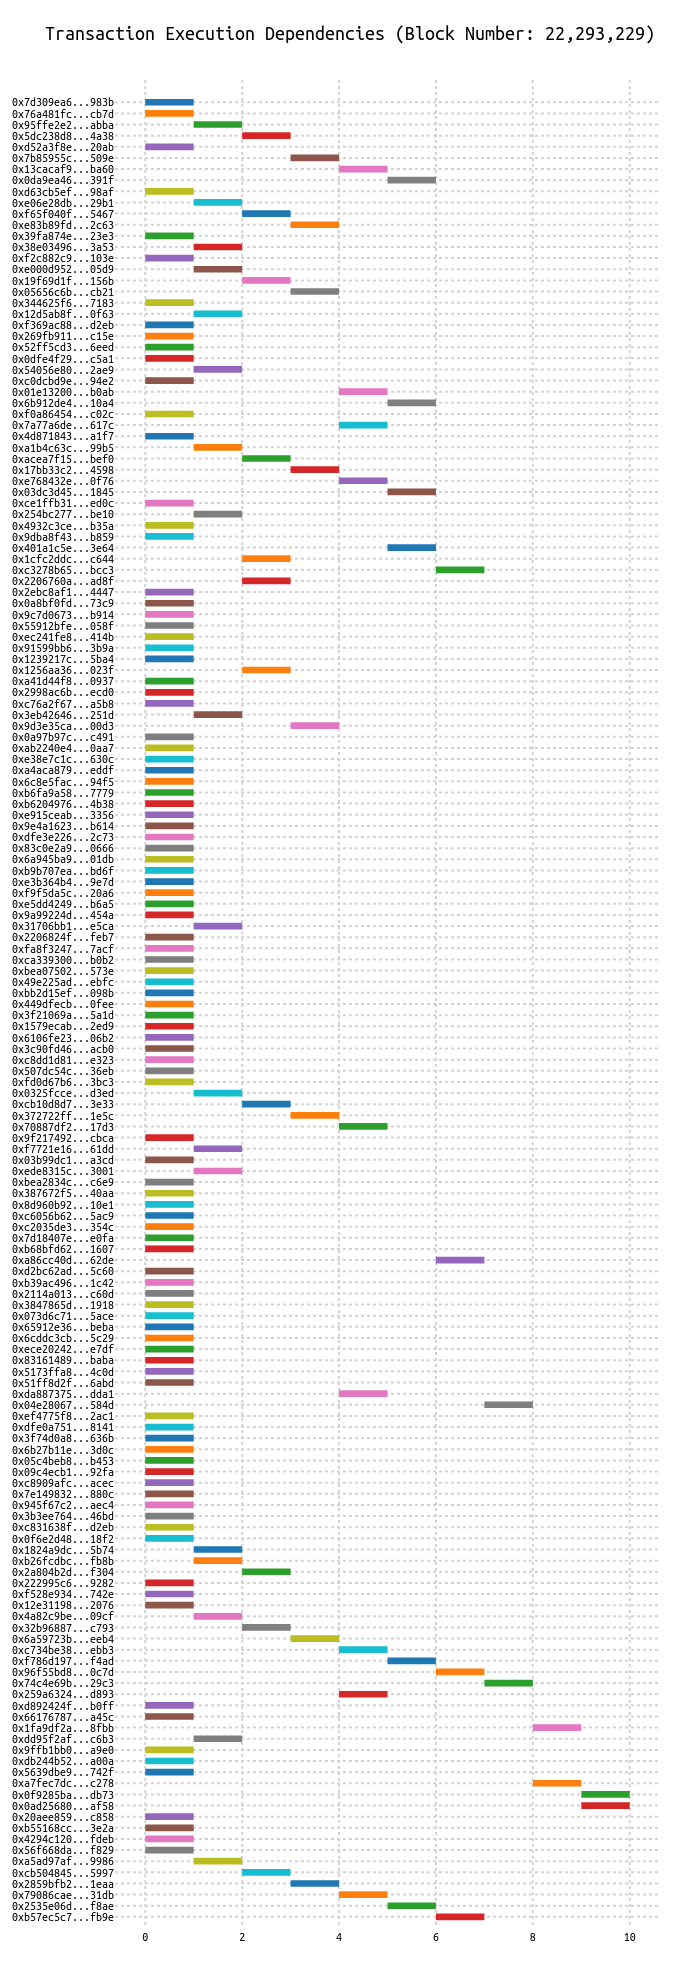 Transaction Execution Dependencies (Block Number: 22,293,229)
0x7d309ea6...983b
0x76a481fc...cb7d
0x95ffe2e2...abba
0x5dc238d8...4a38
0xd52a3f8e...20ab
0x7b85955c...509e
0x13cacaf9...ba60
0x0da9ea46...391f
0xd63cb5ef...98af
0xe06e28db...29b1
0xf65f040f...5467
0xe83b89fd...2c63
0x39fa874e...23e3
0x38e03496...3a53
0xf2c882c9...103e
0xe000d952...05d9
0x19f69d1f...156b
0x05656c6b...cb21
0x344625f6...7183
0x12d5ab8f...0f63
0xf369ac88...d2eb
0x269fb911...c15e
0x52ff5cd3...6eed
0x0dfe4f29...c5a1
0x54056e80...2ae9
0xc0dcbd9e...94e2
0x01e13200...b0ab
0x6b912de4...10a4
0xf0a86454...c02c
0x7a77a6de...617c
0x4d871843...a1f7
0xa1b4c63c...99b5
0xacea7f15...bef0
0x17bb33c2...4598
0xe768432e...0f76
0x03dc3d45...1845
0xce1ffb31...ed0c
0x254bc277...be10
0x4932c3ce...b35a
0x9dba8f43...b859
0x401a1c5e...3e64
0x1cfc2ddc...c644
0xc3278b65...bcc3
0x2206760a...ad8f
0x2ebc8af1...4447
0x0a8bf0fd...73c9
0x9c7d0673...b914
0x55912bfe...058f
0xec241fe8...414b
0x91599bb6...3b9a
0x1239217c...5ba4
0x1256aa36...023f
0xa41d44f8...0937
0x2998ac6b...ecd0
0xc76a2f67...a5b8
0x3eb42646...251d
0x9d3e35ca...00d3
0x0a97b97c...c491
0xab2240e4...0aa7
0xe38e7c1c...630c
0xa4aca879...eddf
0x6c8e5fac...94f5
0xb6fa9a58...7779
0xb6204976...4b38
0xe915ceab...3356
0x9e4a1623...b614
0xdfe3e226...2c73
0x83c0e2a9...0666
0x6a945ba9...01db
0xb9b707ea...bd6f
0xe3b364b4...9e7d
0xf9f5da5c...20a6
0xe5dd4249...b6a5
0x9a99224d...454a
0x31706bb1...e5ca
0x2206824f...feb7
0xfa8f3247...7acf
0xca339300...b0b2
0xbea07502...573e
0x49e225ad...ebfc
0xbb2d15ef...098b
0x449dfecb...0fee
0x3f21069a...5a1d
0x1579ecab...2ed9
0x6106fe23...06b2
0x3c90fd46...acb0
0xc8dd1d81...e323
0x507dc54c...36eb
0xfd0d67b6...3bc3
0x0325fcce...d3ed
0xcb10d8d7...3e33
0x372722ff...1e5c
0x70887df2...17d3
0x9f217492...cbca
0xf7721e16...61dd
0x03b99dc1...a3cd
0xede8315c...3001
0xbea2834c...c6e9
0x387672f5...40aa
0x8d960b92...10e1
0xc6056b62...5ac9
0xc2035de3...354c
0x7d18407e...e0fa
0xb68bfd62...1607
0xa86cc40d...62de
0xd2bc62ad...5c60
0xb39ac496...1c42
0x2114a013...c60d
0x3847865d...1918
0x073d6c71...5ace
0x65912e36...beba
0x6cddc3cb...5c29
0xece20242...e7df
0x83161489...baba
0x5173ffa8...4c0d
0x51ff8d2f...6abd
0xda887375...dda1
0x04e28067...584d
0xef4775f8...2ac1
0xdfe0a751...8141
0x3f74d0a8...636b
0x6b27b11e...3d0c
0x05c4beb8...b453
0x09c4ecb1...92fa
0xc8909afc...acec
0x7e149832...880c
0x945f67c2...aec4
0x3b3ee764...46bd
0xc831638f...d2eb
0x0f6e2d48...18f2
0x1824a9dc...5b74
0xb26fcdbc...fb8b
0x2a804b2d...f304
0x222995c6...9282
0xf528e934...742e
0x12e31198...2076
0x4a82c9be...09cf
0x32b96887...c793
0x6a59723b...eeb4
0xc734be38...ebb3
0xf786d197...f4ad
0x96f55bd8...0c7d
0x74c4e69b...29c3
0x259a6324...d893
0xd892424f...b0ff
0x66176787...a45c
0x1fa9df2a...8fbb
0xdd95f2af...c6b3
0x9ffb1bb0...a9e0
0xdb244b52...a00a
0x5639dbe9...742f
0xa7fec7dc...c278
0x0f9285ba...db73
0x0ad25680...af58
0x20aee859...c858
0xb55168cc...3e2a
0x4294c120...fdeb
0x56f668da...f829
0xa5ad97af...9986
0xcb504845...5997
0x2859bfb2...1eaa
0x79086cae...31db
0x2535e06d...f8ae
0xb57ec5c7...fb9e
0 2 4 6 8 10